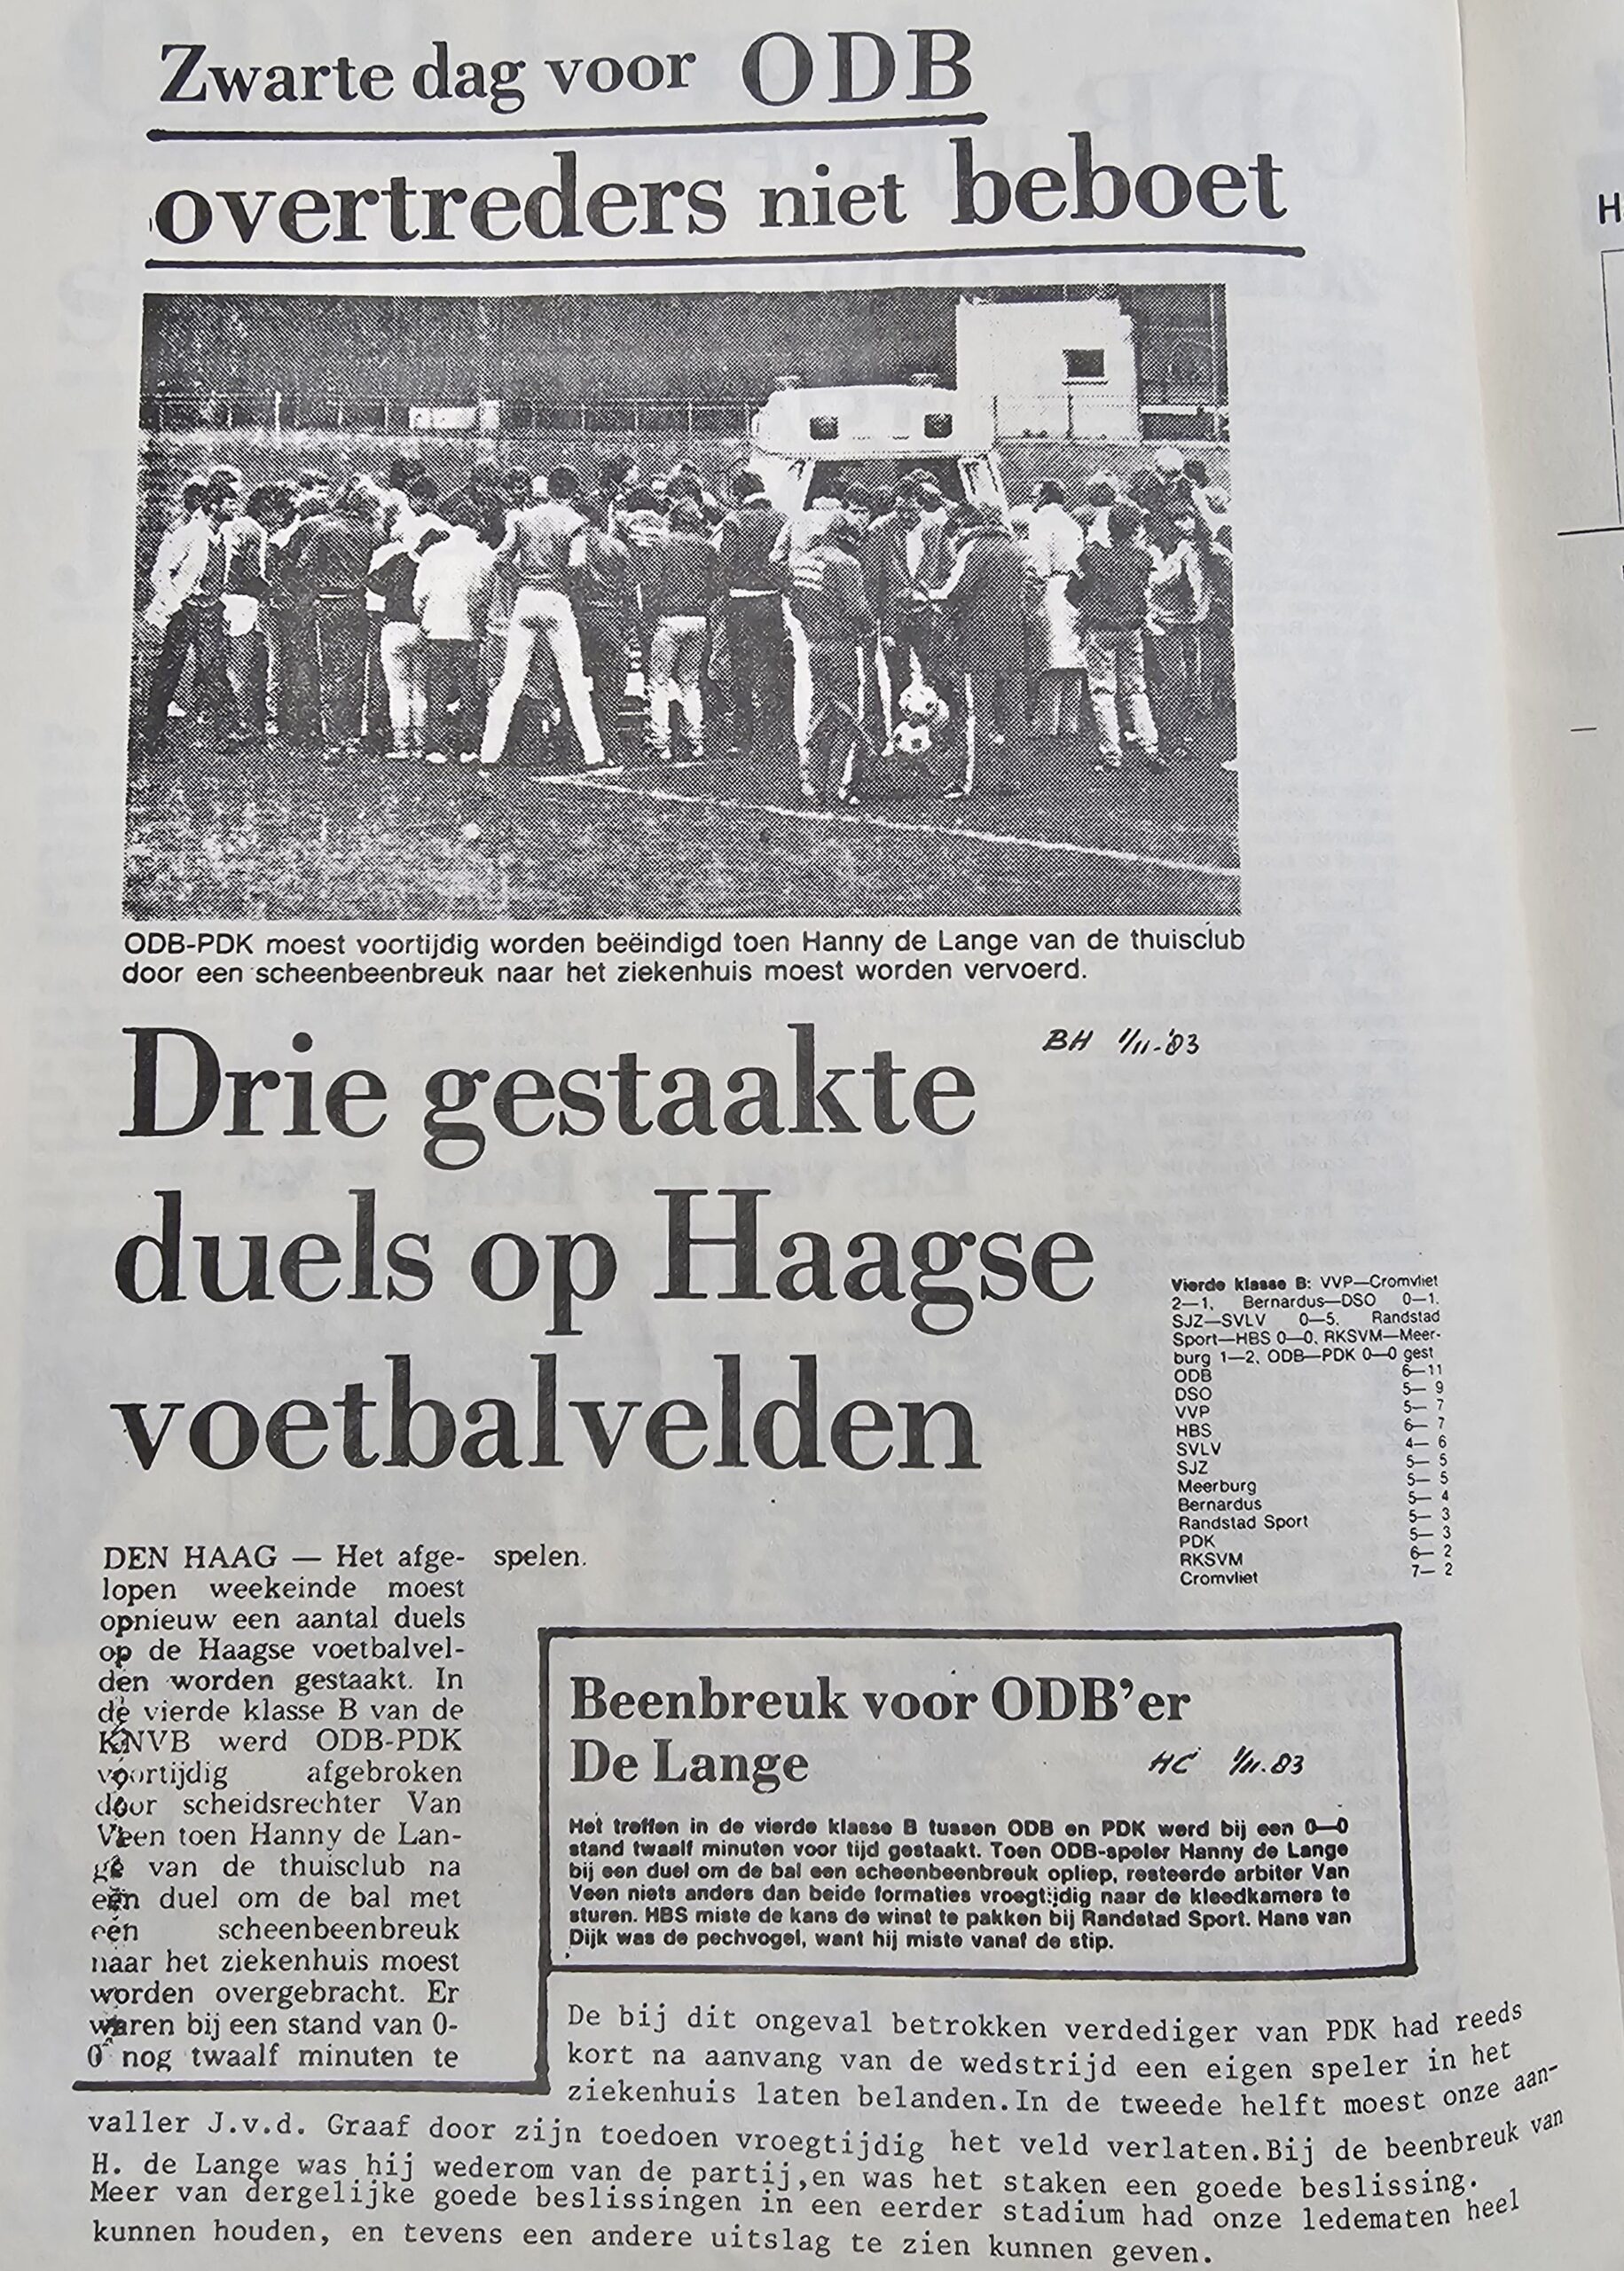 Zwarte dag voor ODB
overtreders niet beboet
H
ODB-PDK moest voortijdig worden beëindigd toen Hanny de Lange van de thuisclub
door een scheenbeenbreuk naar het ziekenhuis moest worden vervoerd.
BH 1/11-'83
Drie gestaakte
duels op Haagse
voetbalvelden
Vierde klasse B: VVP—Cromvliet
2—1, Bernardus—DSO 0—1.
SJZ—SVLV 0—5. Randstad
Sport—HBS 0—0, RKSVM—Meer-
burg 1—2, ODB—PDK 0—0 gest
ODB 6—11
DSO 5— 9
VVP 5— 7
HBS 6— 7
SVLV 4— 6
SJZ 5— 5
Meerburg 5— 5
Bernardus 5— 4
Randstad Sport 5— 3
PDK 5— 3
RKSVM 6— 2
Cromvliet 7— 2
DEN HAAG — Het afge-
lopen weekeinde moest
opnieuw een aantal duels
op de Haagse voetbalvel-
den worden gestaakt. In
de vierde klasse B van de
KNVB werd ODB-PDK
voortijdig afgebroken
door scheidsrechter Van
Veen toen Hanny de Lan-
ge van de thuisclub na
een duel om de bal met
een scheenbeenbreuk
naar het ziekenhuis moest
worden overgebracht. Er
waren bij een stand van 0-
0 nog twaalf minuten te
spelen.
Beenbreuk voor ODB'er
De Lange
HC 1/11.83
Het treffen in de vierde klasse B tussen ODB en PDK werd bij een 0—0
stand twaalf minuten voor tijd gestaakt. Toen ODB-speler Hanny de Lange
bij een duel om de bal een scheenbeenbreuk opliep, resteerde arbiter Van
Veen niets anders dan beide formaties vroegtijdig naar de kleedkamers te
sturen. HBS miste de kans de winst te pakken bij Randstad Sport. Hans van
Dijk was de pechvogel, want hij miste vanaf de stip.
De bij dit ongeval betrokken verdediger van PDK had reeds
kort na aanvang van de wedstrijd een eigen speler in het
ziekenhuis laten belanden.In de tweede helft moest onze aan-
valler J.v.d. Graaf door zijn toedoen vroegtijdig het veld verlaten.Bij de beenbreuk van
H. de Lange was hij wederom van de partij,en was het staken een goede beslissing.
Meer van dergelijke goede beslissingen in een eerder stadium had onze ledematen heel
kunnen houden, en tevens een andere uitslag te zien kunnen geven.